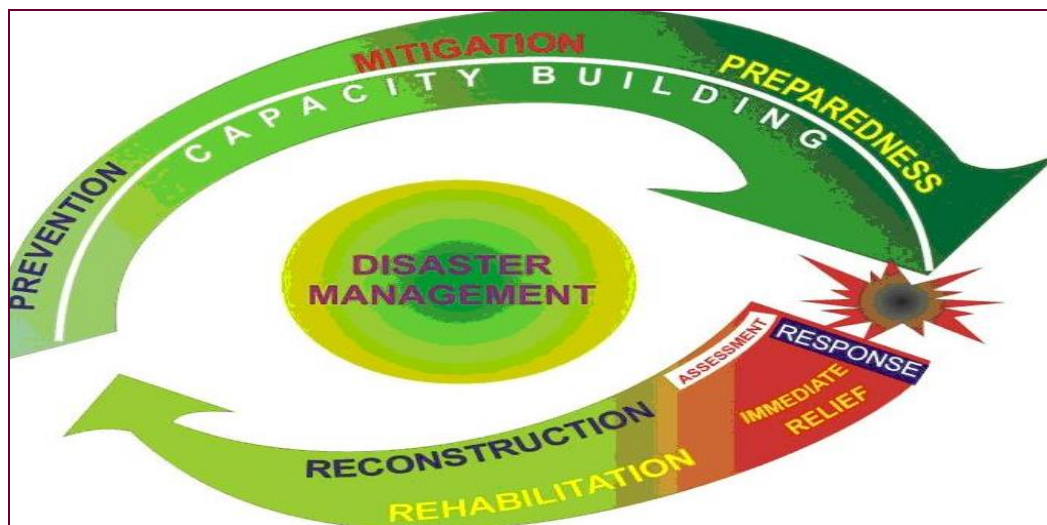 MITIGATION
CAPACITY BUILDING
PREPAREDNESS
PREVENTION
DISASTER
MANAGEMENT
ASSESSMENT
RESPONSE
IMMEDIATE
RELIEF
RECONSTRUCTION
REHABILITATION